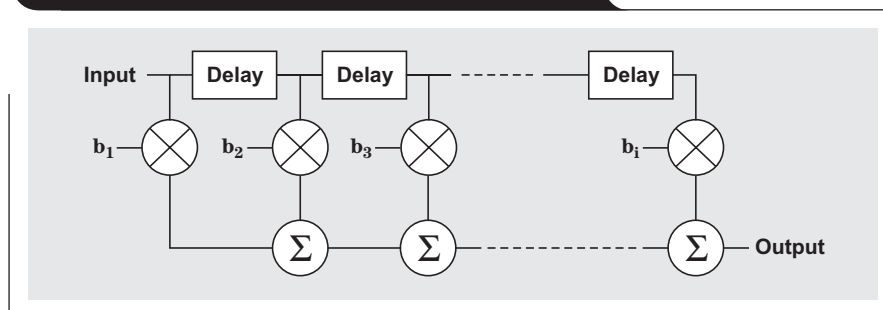 Input Delay Delay Delay
b1 b2 b3 bi
Σ Σ Σ Output